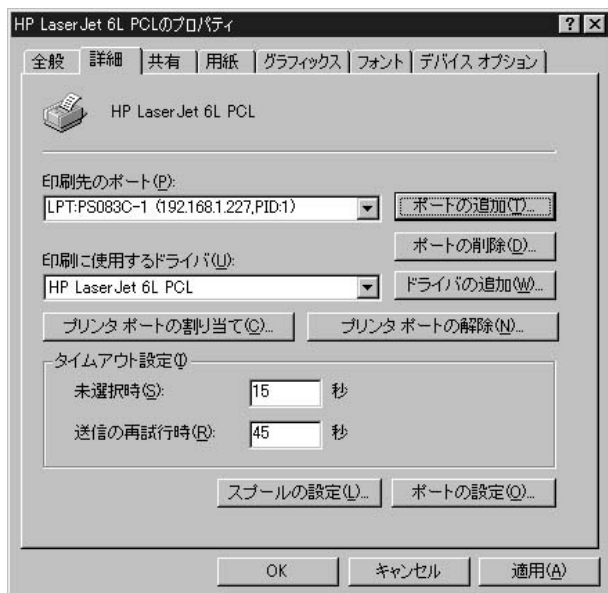 HP LaserJet 6L PCLのプロパティ
全般 詳細 共有 用紙 グラフィックス フォント デバイス オプション
HP LaserJet 6L PCL
印刷先のポート(P):
LPT:PS083C-1 (192.168.1.227,PID:1) ポートの追加(T)...
ポートの削除(D)...
印刷に使用するドライバ(U):
HP LaserJet 6L PCL ドライバの追加(W)...
プリンタ ポートの割り当て(C)... プリンタ ポートの解除(N)...
タイムアウト設定(I)
未選択時(S): 15 秒
送信の再試行時(R): 45 秒
スプールの設定(L)... ポートの設定(O)...
OK キャンセル 適用(A)